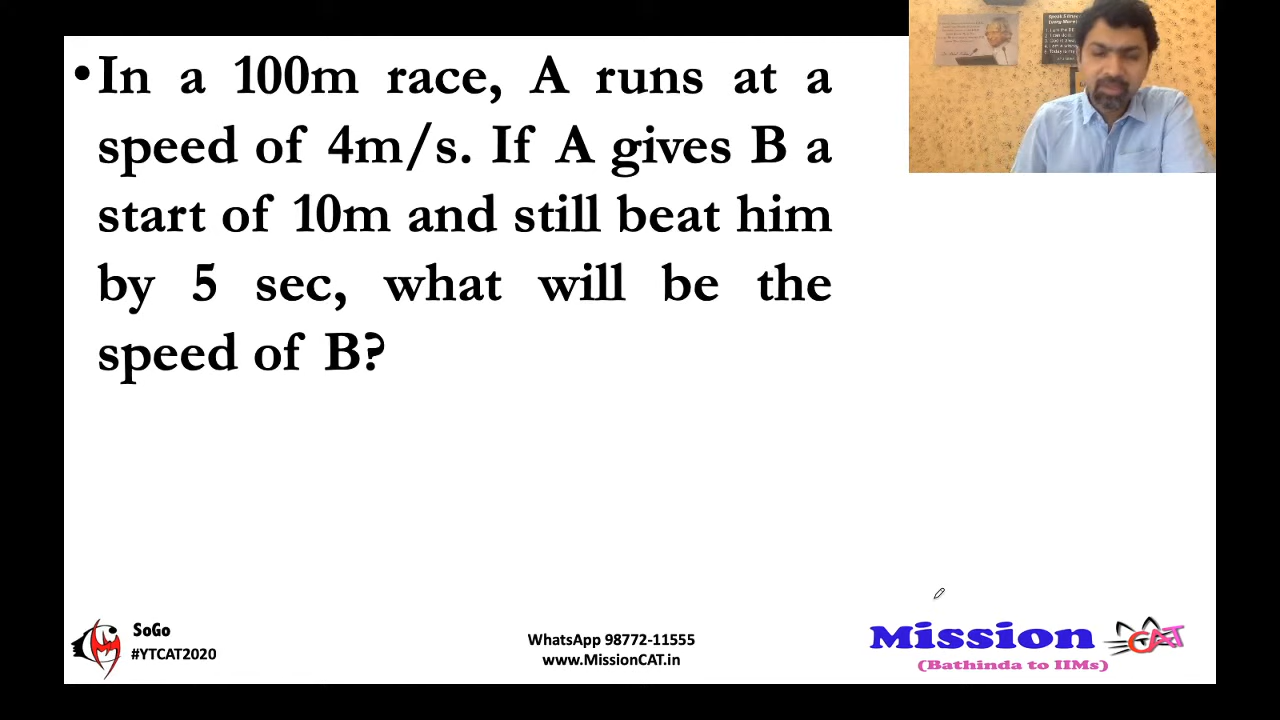 •In a 100m race, A runs at a
speed of 4m/s. If A gives B a
start of 10m and still beat him
by 5 sec, what will be the
speed of B?
SoGo
#YTCAT2020
WhatsApp 98772-11555
www.MissionCAT.in
Mission CAT
(Bathinda to IIMs)